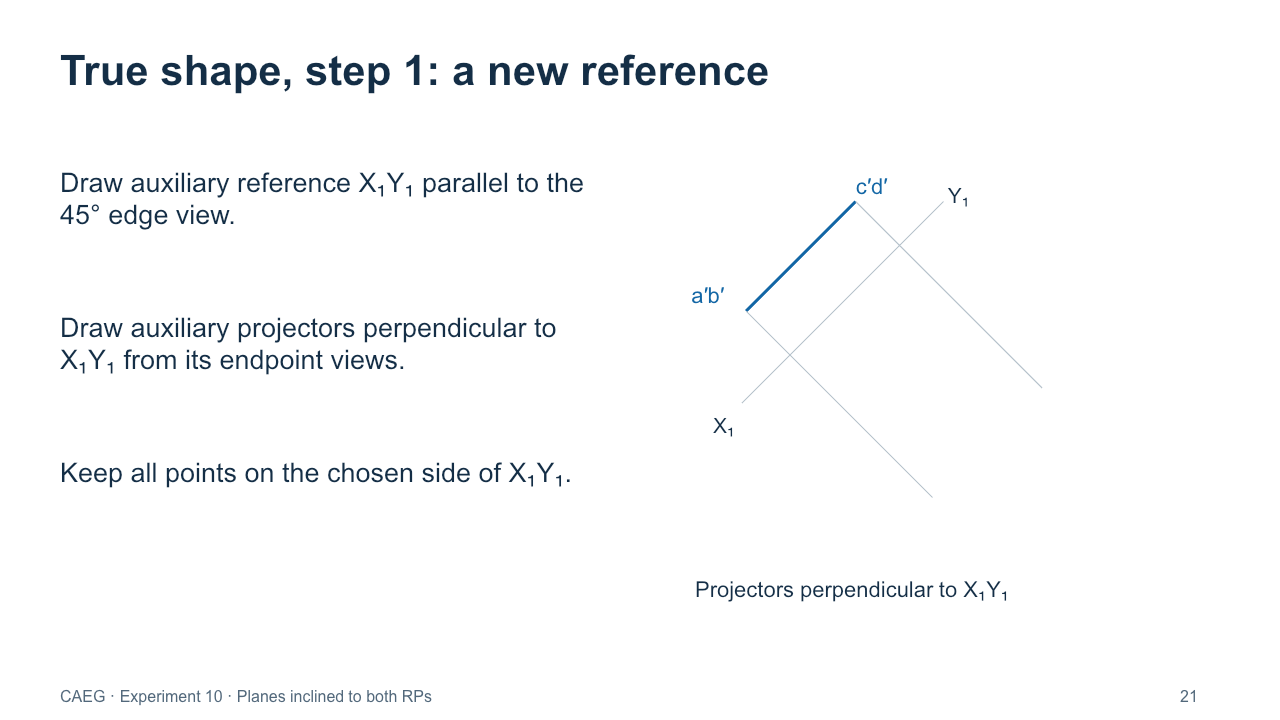 True shape, step 1: a new reference
Draw auxiliary reference X₁Y₁ parallel to the
45° edge view.
Draw auxiliary projectors perpendicular to
X₁Y₁ from its endpoint views.
Keep all points on the chosen side of X₁Y₁.
c′d′
Y₁
a′b′
X₁
Projectors perpendicular to X₁Y₁
CAEG · Experiment 10 · Planes inclined to both RPs
21